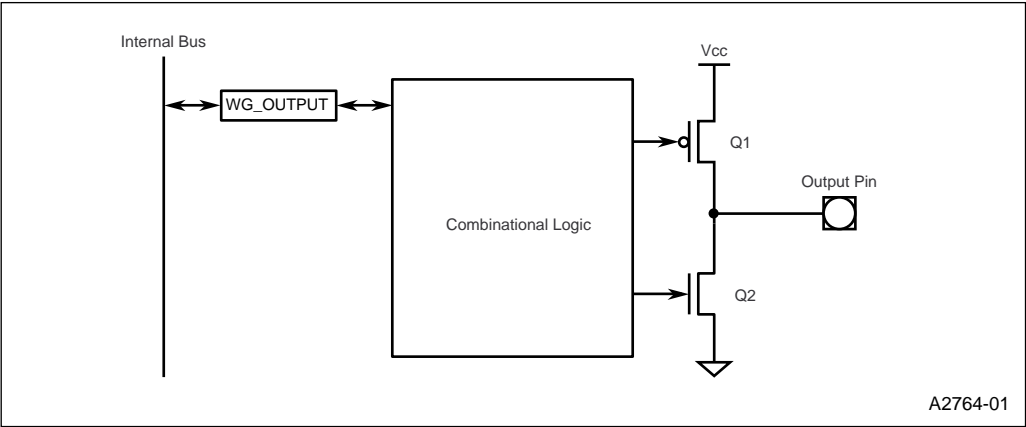 Internal Bus
Vcc
WG_OUTPUT
Q1
Output Pin
Combinational Logic
Q2
A2764-01